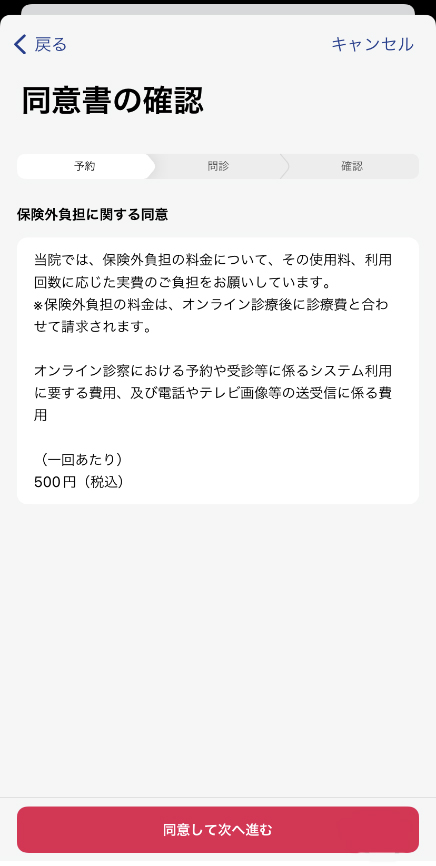 戻る
キャンセル
同意書の確認
予約
問診
確認
保険外負担に関する同意
当院では、保険外負担の料金について、その使用料、利用
回数に応じた実費のご負担をお願いしています。
※保険外負担の料金は、オンライン診療後に診療費と合わ
せて請求されます。
オンライン診察における予約や受診等に係るシステム利用
に要する費用、及び電話やテレビ画像等の送受信に係る費
用
（一回あたり）
500円（税込）
同意して次へ進む